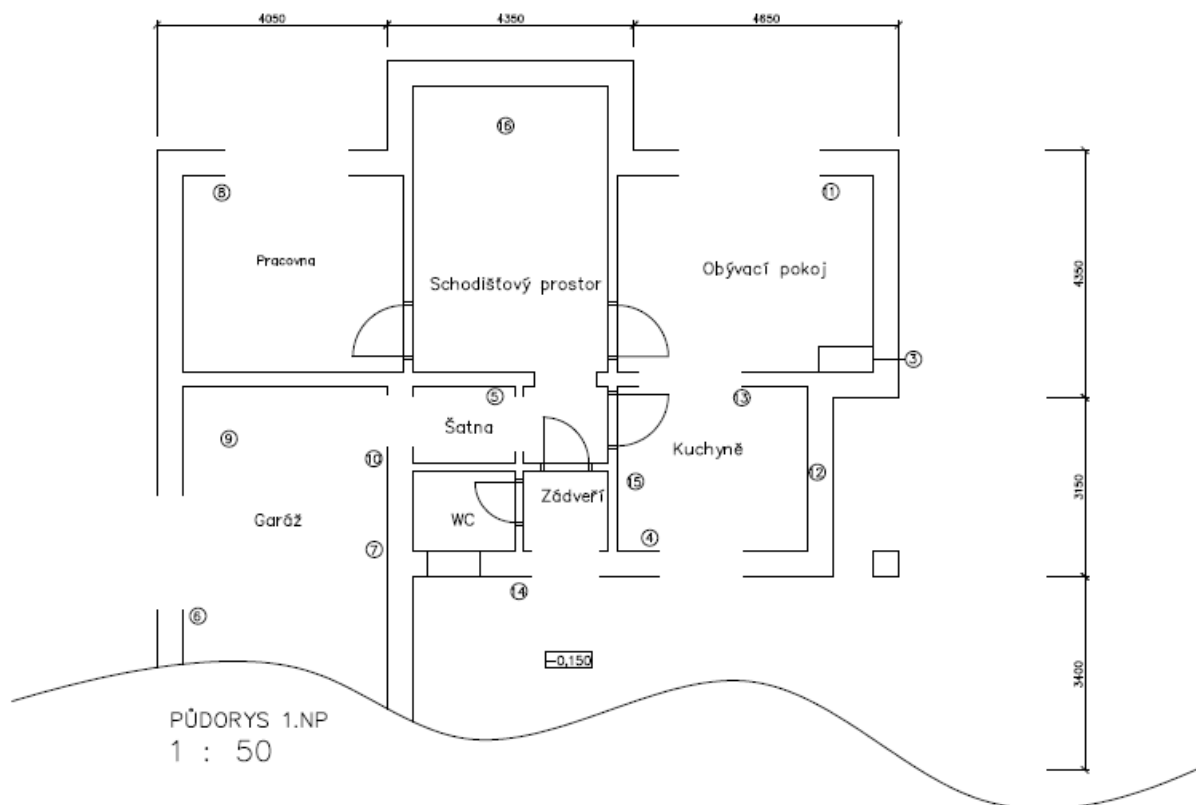 4050
4350
4650
16
8
11
Pracovna
Obývací pokoj
Schodišťový prostor
4350
3
5
13
Šatna
9
10
Kuchyně
12
15
Zádveří
3150
Garáž
WC
4
7
14
6
-0,150
3400
PŮDORYS 1.NP
1 : 50